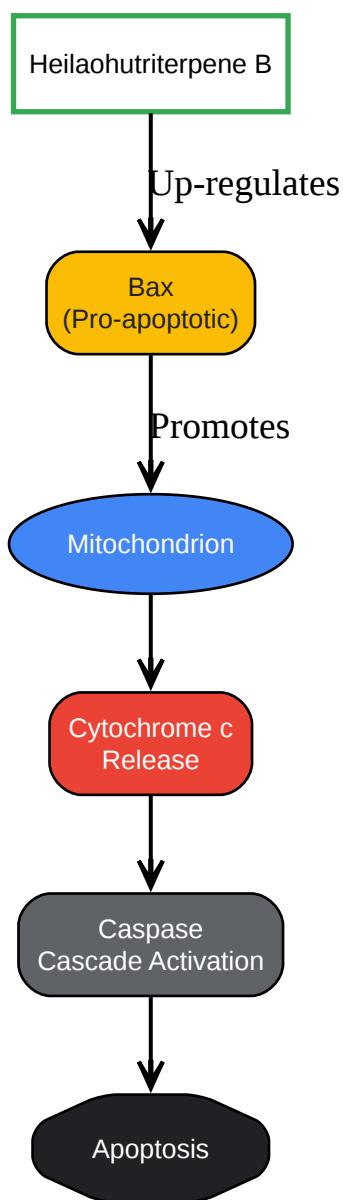 Heilaohutriterpene B
Up-regulates
Bax
(Pro-apoptotic)
Promotes
Mitochondrion
Cytochrome c
Release
Caspase
Cascade Activation
Apoptosis